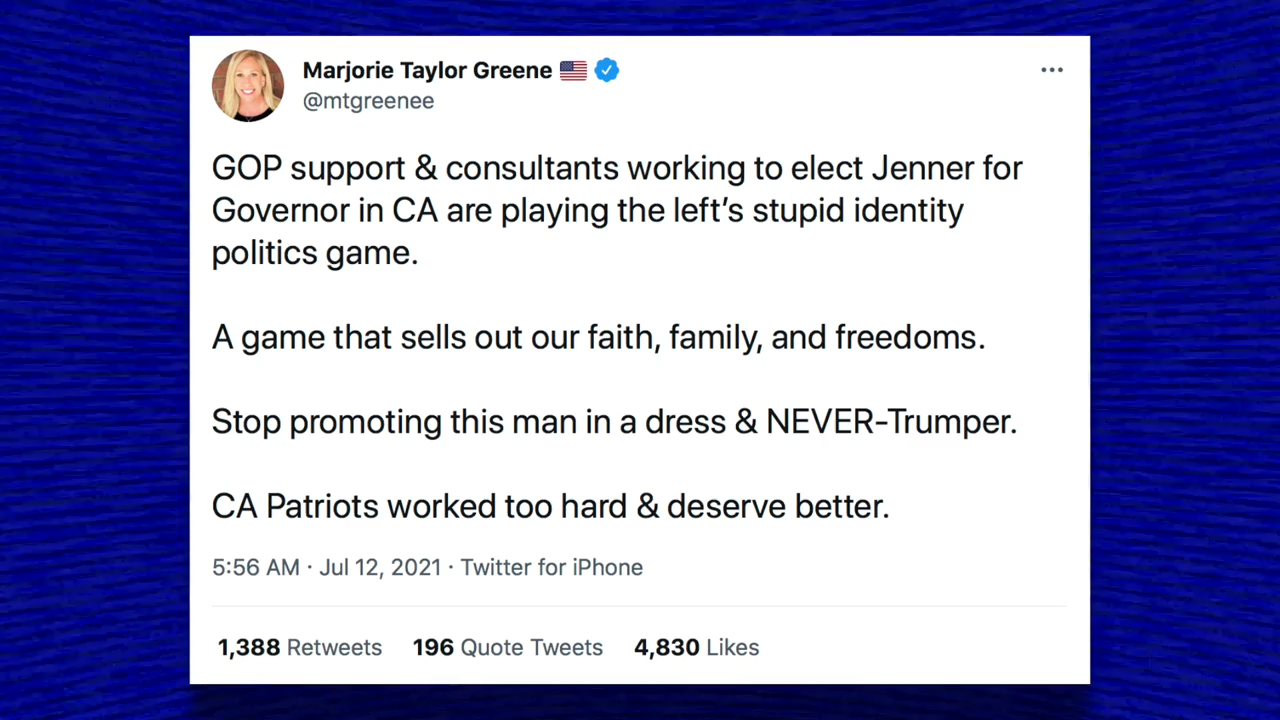 Marjorie Taylor Greene 🇺🇸
@mtgreenee
GOP support & consultants working to elect Jenner for
Governor in CA are playing the left’s stupid identity
politics game.
A game that sells out our faith, family, and freedoms.
Stop promoting this man in a dress & NEVER-Trumper.
CA Patriots worked too hard & deserve better.
5:56 AM · Jul 12, 2021 · Twitter for iPhone
1,388 Retweets 196 Quote Tweets 4,830 Likes